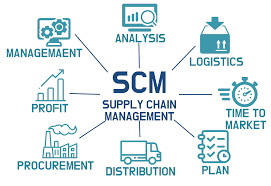 ANALYSIS
MANAGEMAENT
LOGISTICS
SCM
SUPPLY CHAIN
MANAGEMENT
PROFIT
TIME TO
MARKET
PROCUREMENT
DISTRIBUTION
PLAN